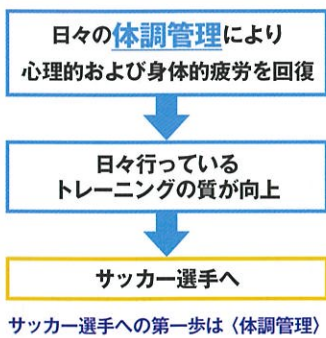 日々の体調管理により
心理的および身体的疲労を回復
日々行っている
トレーニングの質が向上
サッカー選手へ
サッカー選手への第一歩は〈体調管理〉